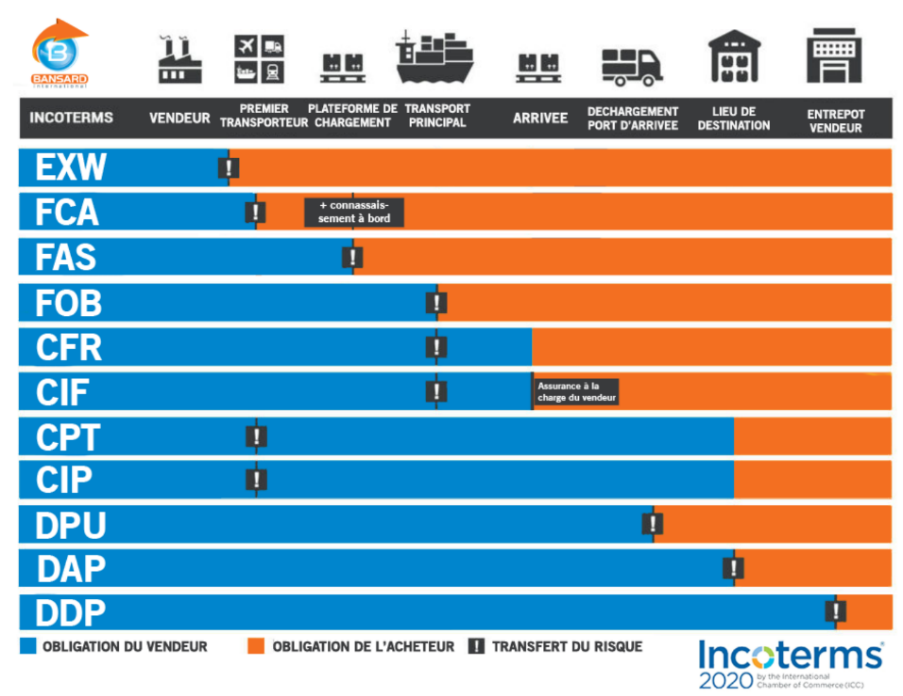 B
BANSARD
International
INCOTERMS
VENDEUR
PREMIER
TRANSPORTEUR
PLATEFORME DE
CHARGEMENT
TRANSPORT
PRINCIPAL
ARRIVEE
DECHARGEMENT
PORT D'ARRIVEE
LIEU DE
DESTINATION
ENTREPOT
VENDEUR
EXW
!
FCA
!
+ connassais-
sement à bord
FAS
!
FOB
!
CFR
!
CIF
!
Assurance à la
charge du vendeur
CPT
!
CIP
!
DPU
!
DAP
!
DDP
!
OBLIGATION DU VENDEUR
OBLIGATION DE L'ACHETEUR
! TRANSFERT DU RISQUE
Incoterms®
2020 by the International
Chamber of Commerce (ICC)